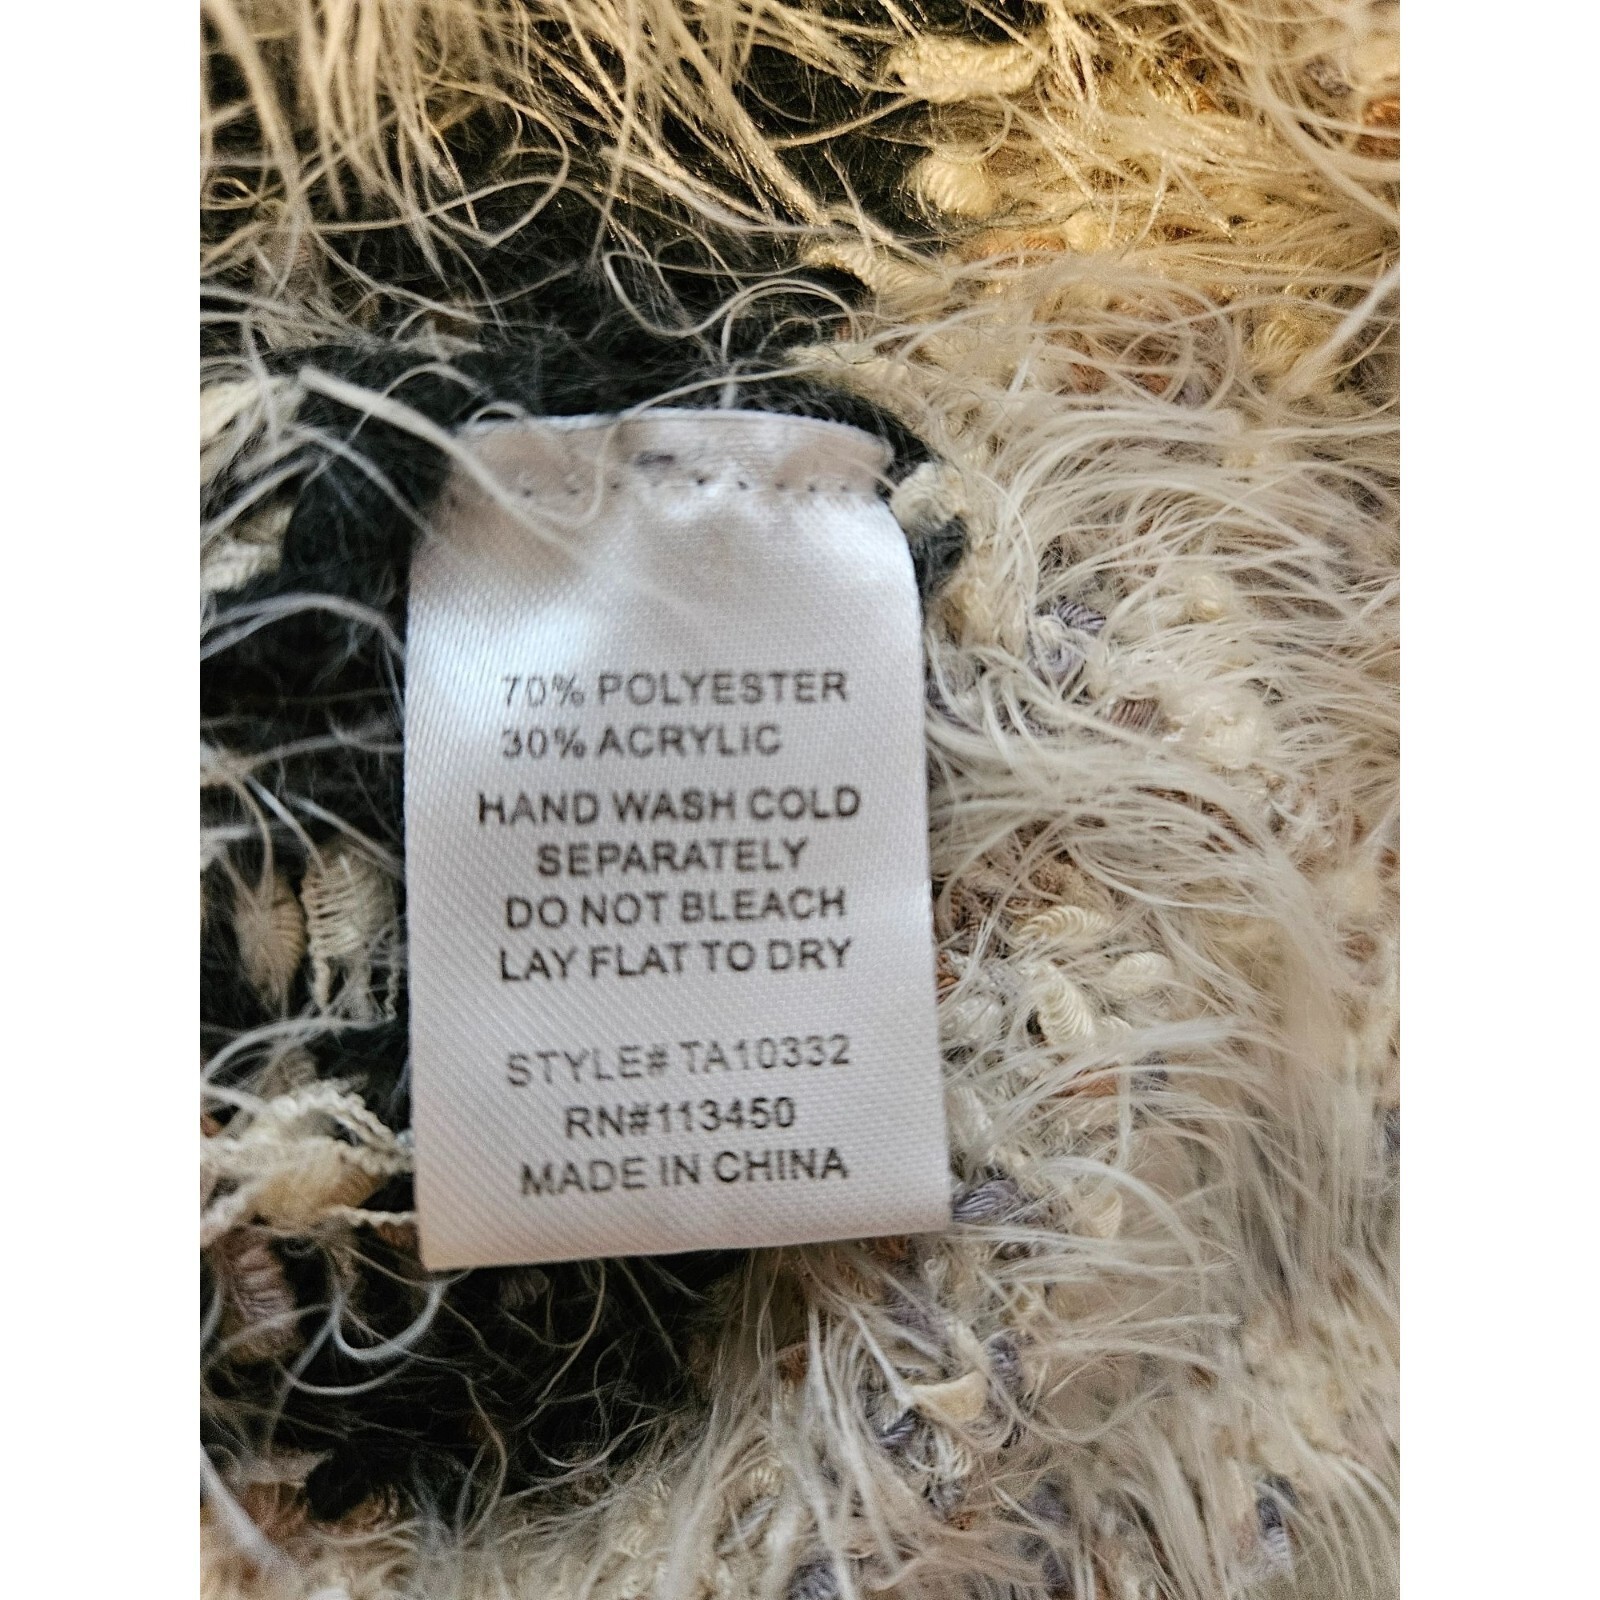 70% POLYESTER
30% ACRYLIC
HAND WASH COLD
SEPARATELY
DO NOT BLEACH
LAY FLAT TO DRY
STYLE# TA10332
RN#113450
MADE IN CHINA